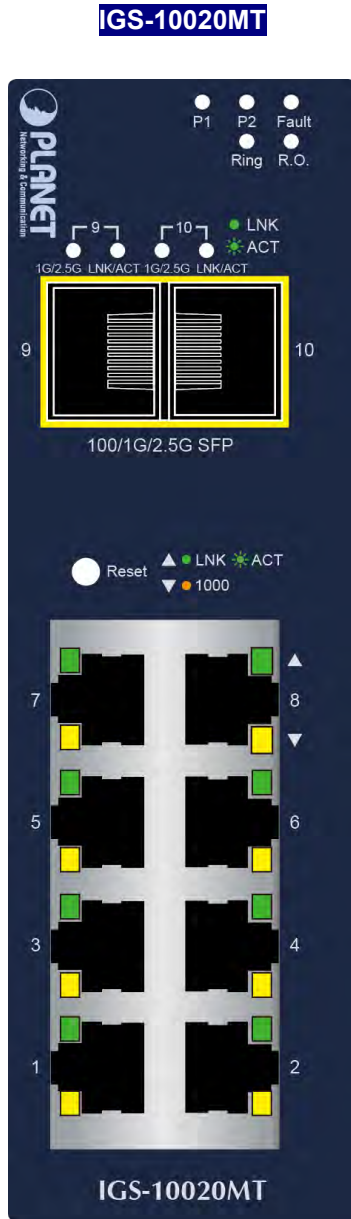 IGS-10020MT
PLANET
Networking & Communication
P1 P2 Fault
Ring R.O.
9 10 LNK
ACT
1G/2.5G LNK/ACT 1G/2.5G LNK/ACT
9 10
100/1G/2.5G SFP
Reset LNK ACT
1000
7 8
5 6
3 4
1 2
IGS-10020MT